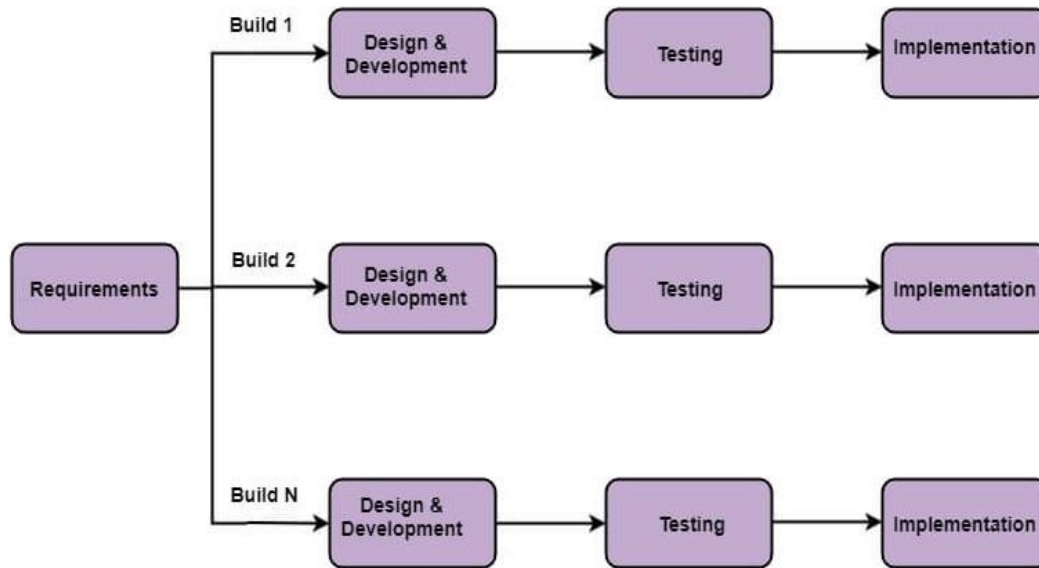 Build 1
Design &
Development
Testing
Implementation
Requirements
Build 2
Design &
Development
Testing
Implementation
Build N
Design &
Development
Testing
Implementation